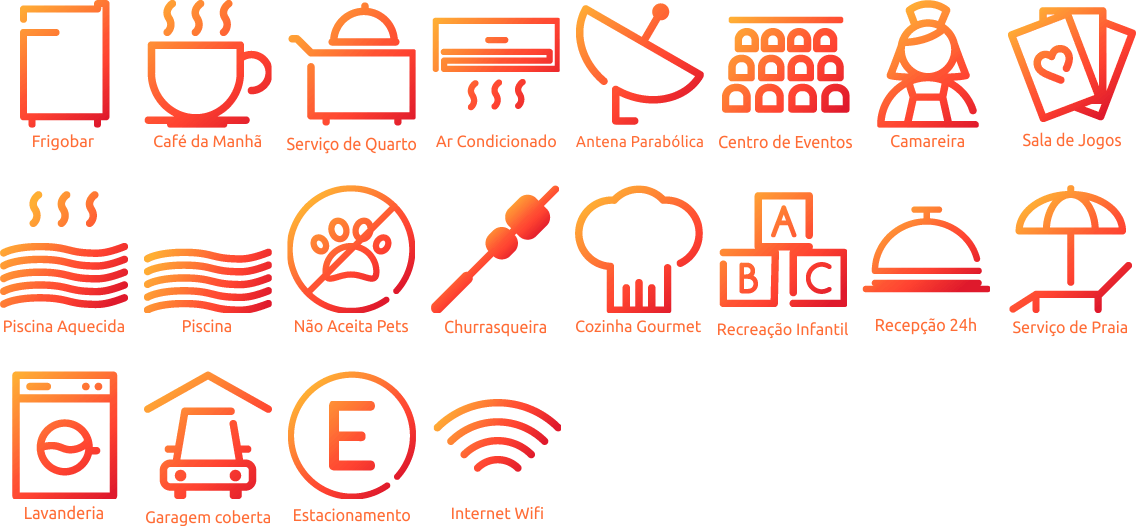 Frigobar
Café da Manhã
Serviço de Quarto
Ar Condicionado
Antena Parabólica
Centro de Eventos
Camareira
Sala de Jogos
Piscina Aquecida
Piscina
Não Aceita Pets
Churrasqueira
Cozinha Gourmet
A
B
C
Recreação Infantil
Recepção 24h
Serviço de Praia
Lavanderia
Garagem coberta
E
Estacionamento
Internet Wifi